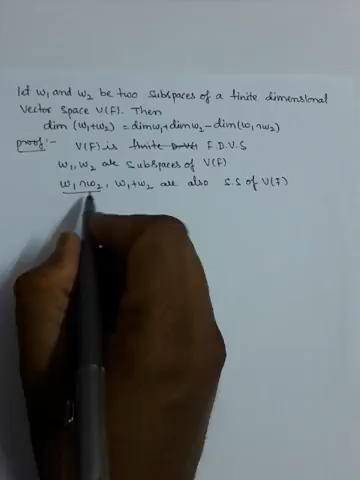 let w₁ and w₂ be two subspaces of a finite dimensional
Vector space V(F). Then
dim (w₁+w₂) = dimw₁+dimw₂-dim(w₁∩w₂)
proof:- V(F) is finite F.D.V.S
w₁, w₂ are subspaces of V(F)
w₁∩w₂, w₁+w₂ are also S.S of V(F)